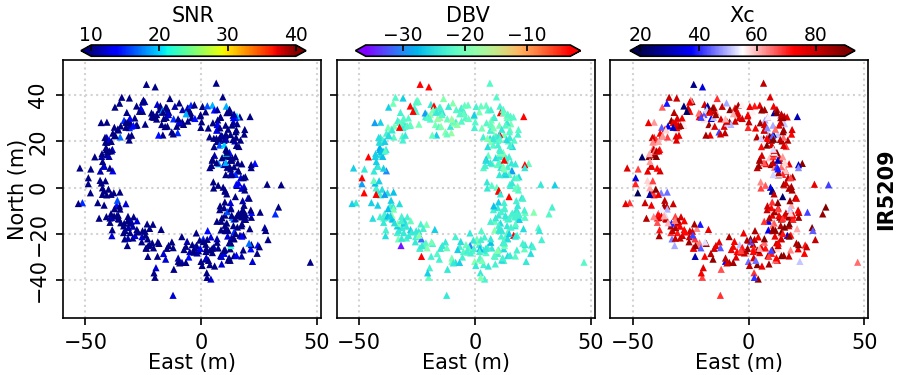 SNR DBV Xc
10 20 30 40 −30 −20 −10 20 40 60 80
40
20
0
−20
−40
North (m)
−50 0 50 −50 0 50 −50 0 50
East (m) East (m) East (m)
IR5209